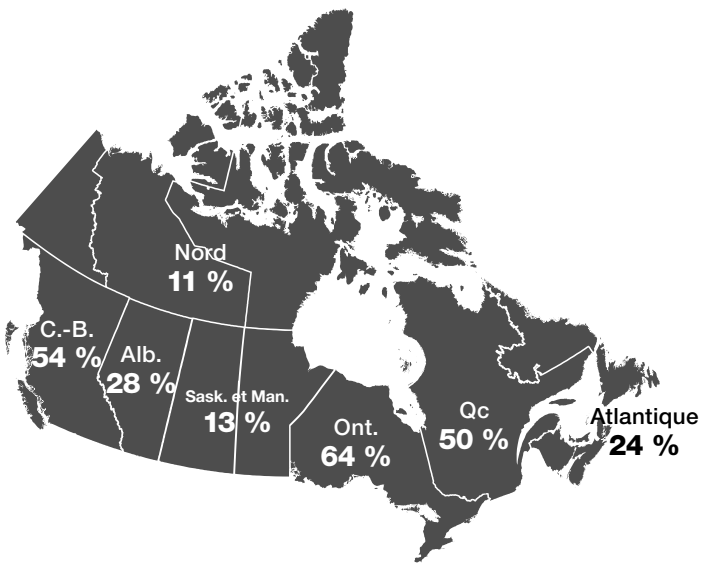 Nord
11 %
C.-B.
54 %
Alb.
28 %
Sask. et Man.
13 %
Ont.
64 %
Qc
50 %
Atlantique
24 %